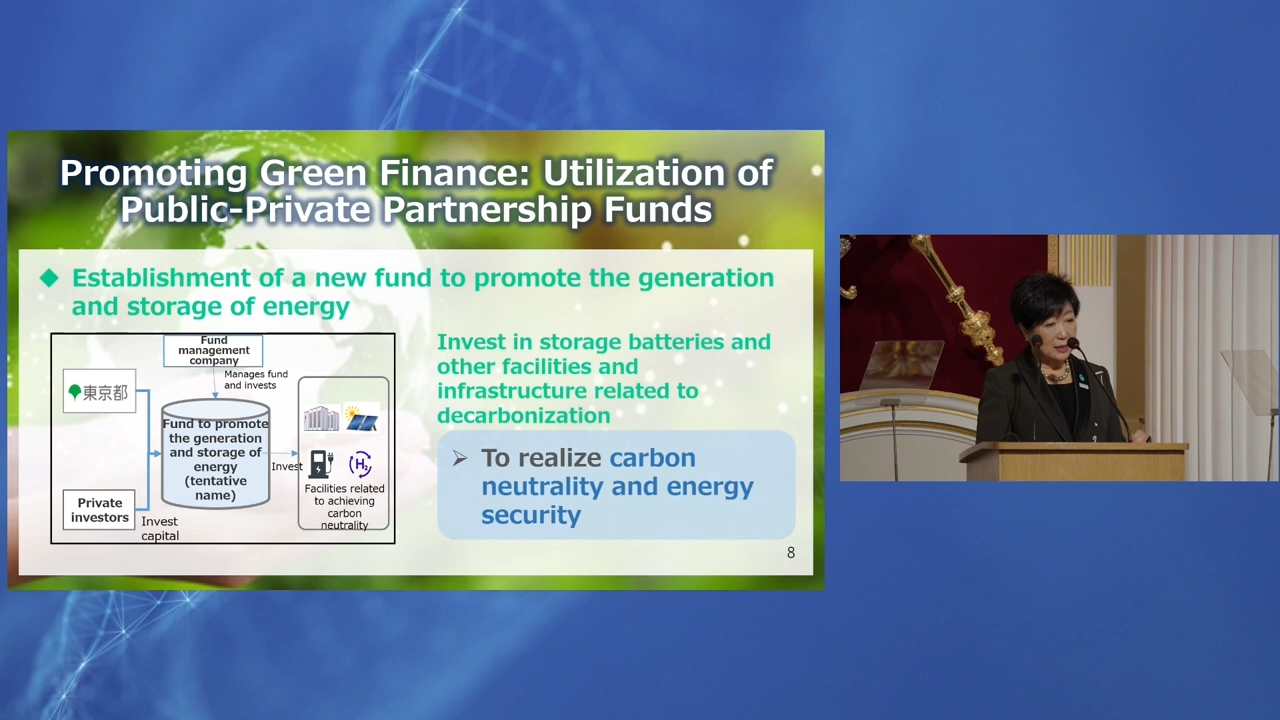 Promoting Green Finance: Utilization of
Public-Private Partnership Funds
◆ Establishment of a new fund to promote the generation
and storage of energy
Fund
management
company
Manages fund
and invests
東京都
Fund to promote
the generation
and storage of
energy
(tentative
name)
Private
investors
Invest
capital
Invest
H₂
Facilities related
to achieving
carbon
neutrality
Invest in storage batteries and
other facilities and
infrastructure related to
decarbonization
➢ To realize carbon
neutrality and energy
security
8